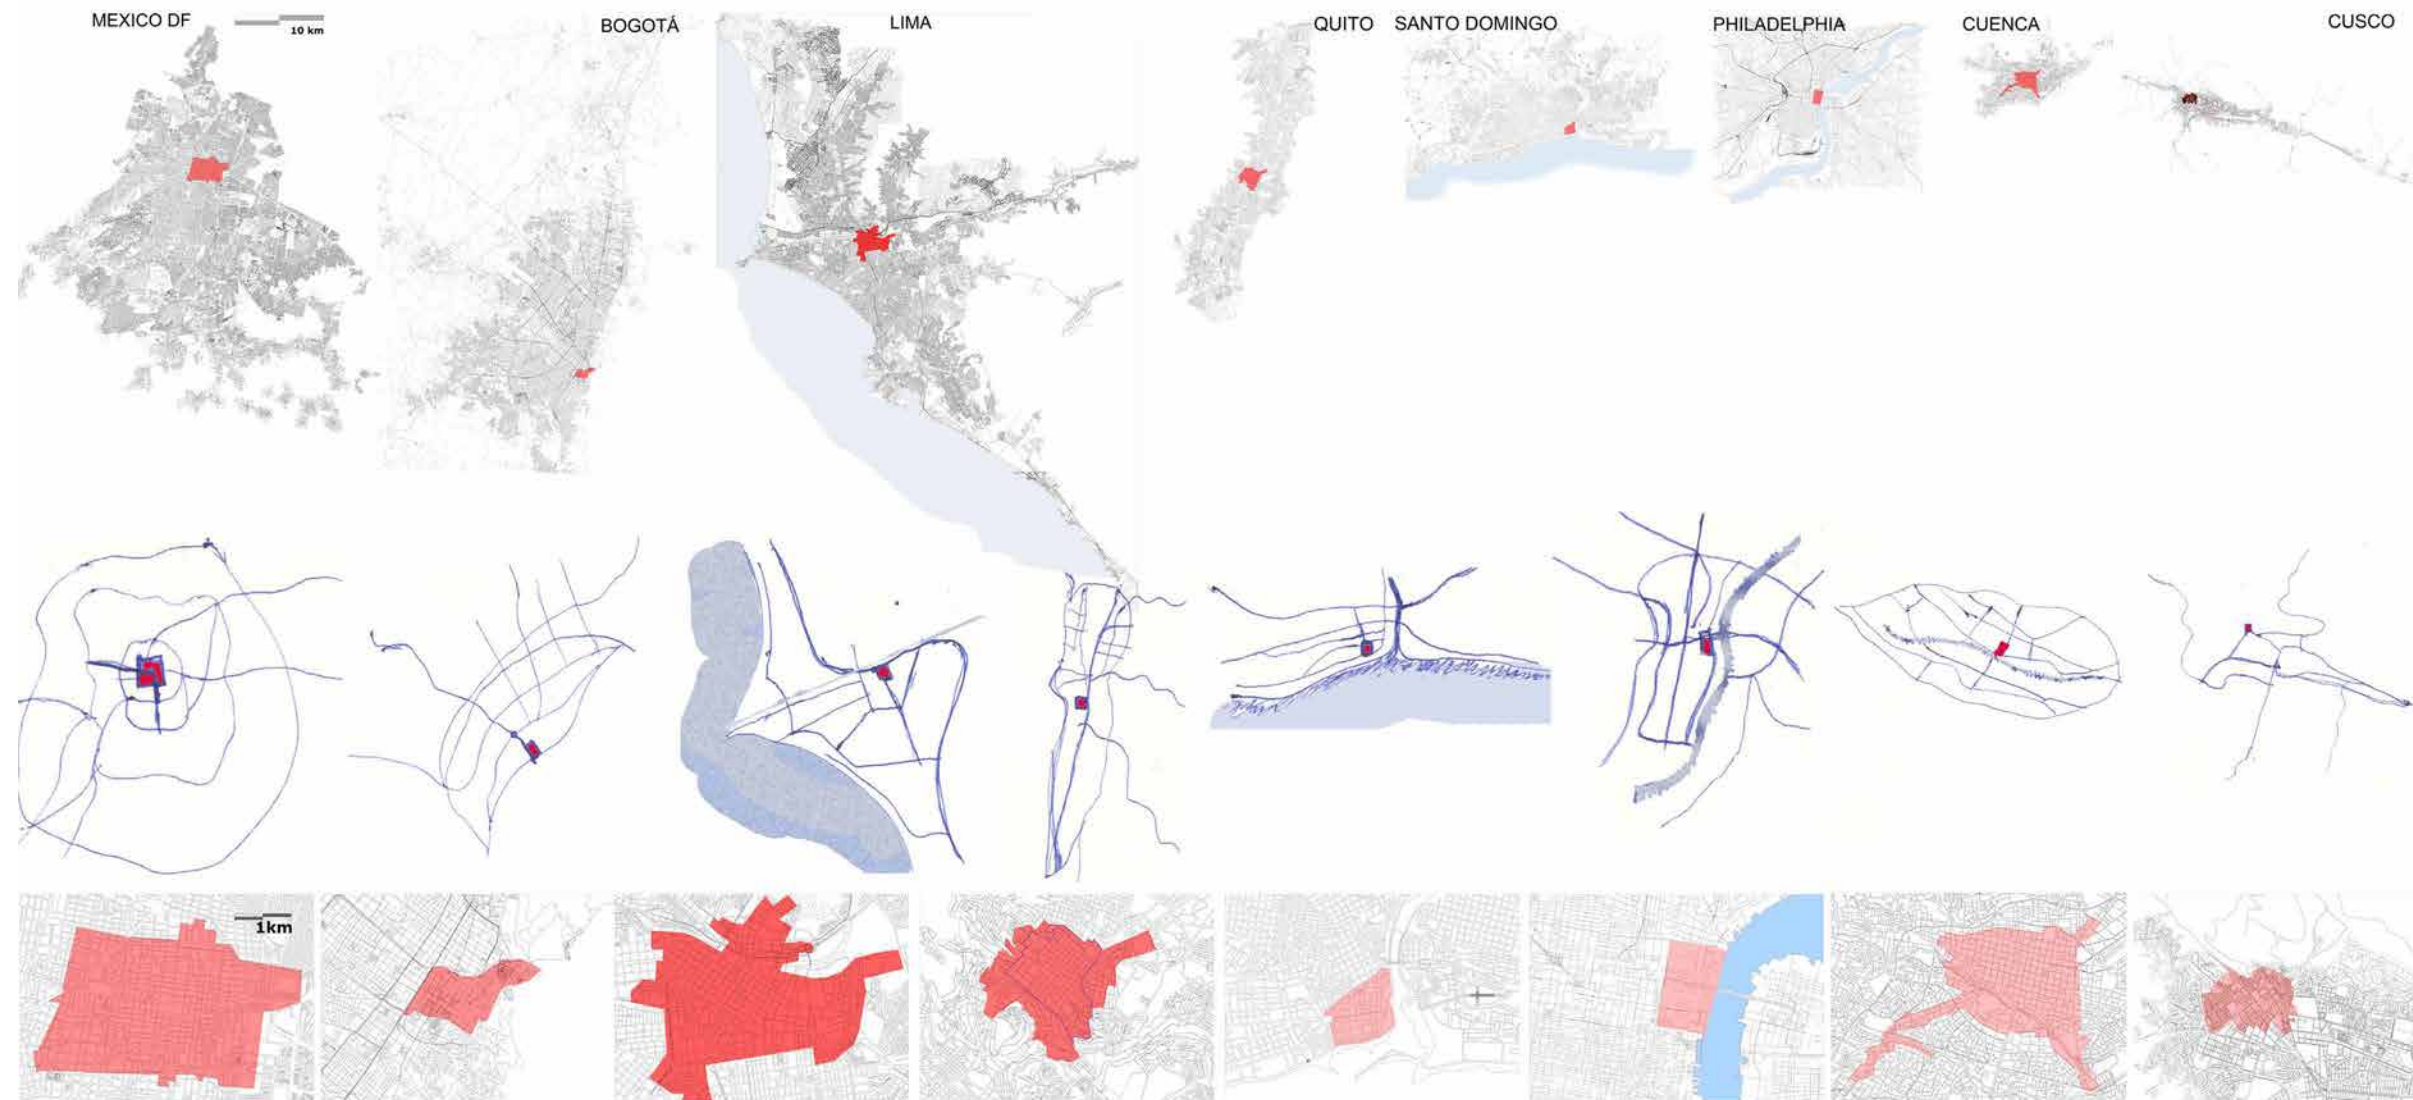 MEXICO DF
10 km
BOGOTÁ
LIMA
QUITO
SANTO DOMINGO
PHILADELPHIA
CUENCA
CUSCO
1km